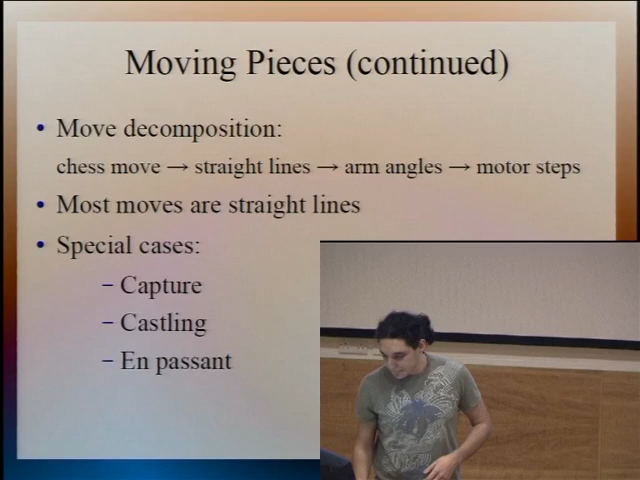 Moving Pieces (continued)
• Move decomposition:
chess move → straight lines → arm angles → motor steps
• Most moves are straight lines
• Special cases:
– Capture
– Castling
– En passant